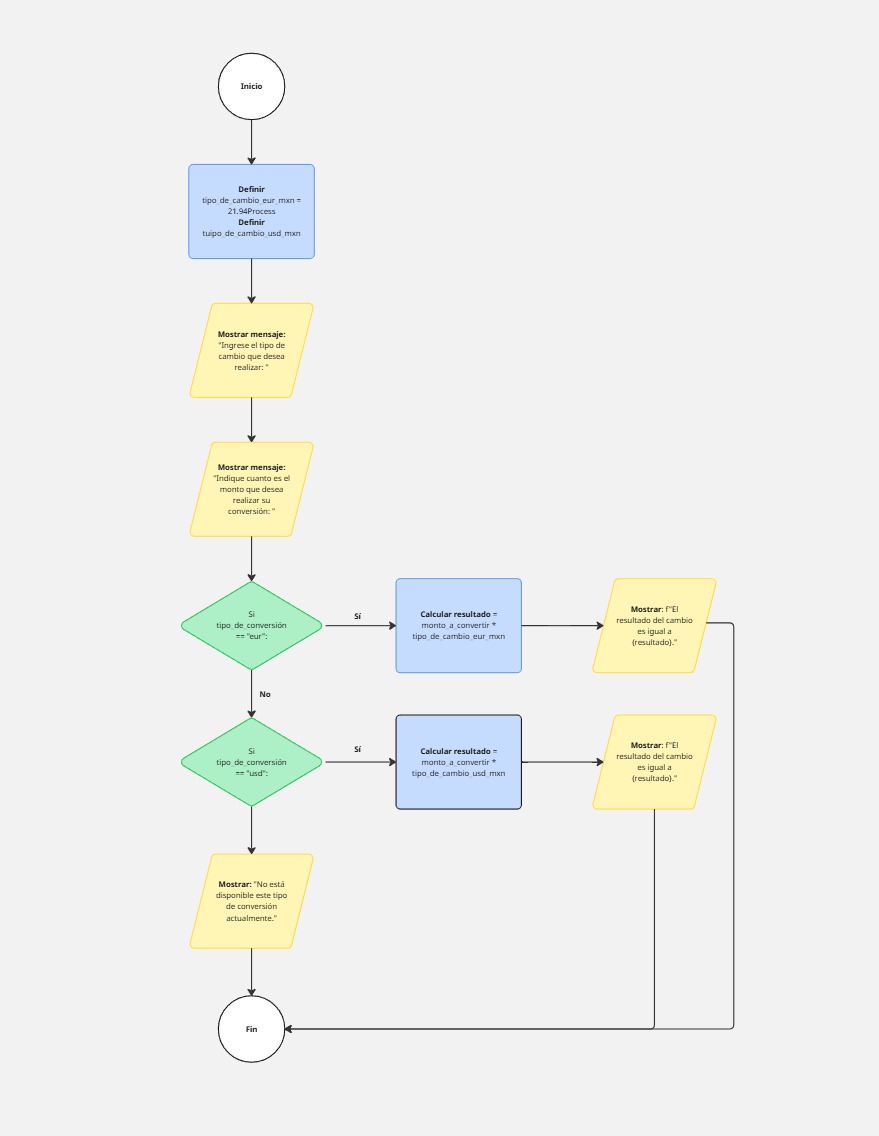 Inicio
Definir
tipo_de_cambio_eur_mxn =
21.94Process
Definir
tuipo_de_cambio_usd_mxn
Mostrar mensaje:
"Ingrese el tipo de
cambio que desea
realizar: "
Mostrar mensaje:
"Indique cuanto es el
monto que desea
realizar su
conversión: "
Si
tipo_de_conversión
== "eur":
Sí
Calcular resultado =
monto_a_convertir *
tipo_de_cambio_eur_mxn
Mostrar: f"El
resultado del cambio
es igual a
{resultado}."
No
Si
tipo_de_conversión
== "usd":
Sí
Calcular resultado =
monto_a_convertir *
tipo_de_cambio_usd_mxn
Mostrar: f"El
resultado del cambio
es igual a
{resultado}."
Mostrar: "No está
disponible este tipo
de conversión
actualmente."
Fin